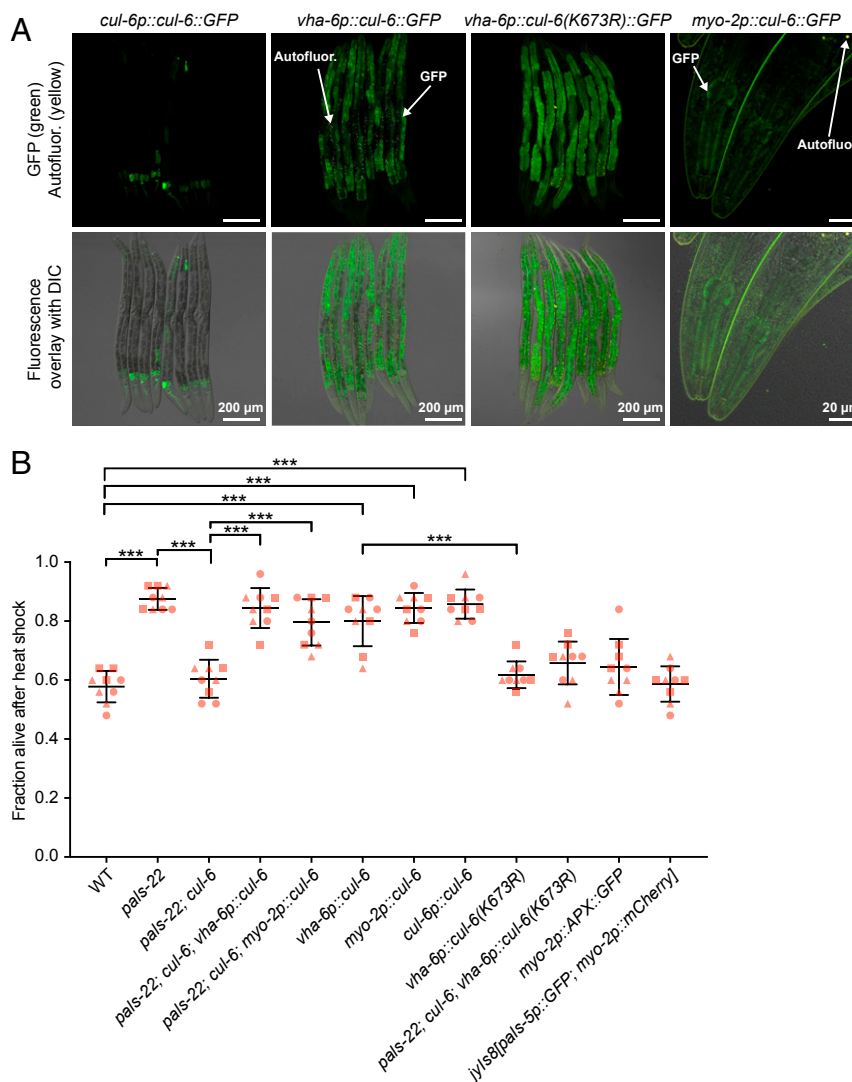 A
cul-6p::cul-6::GFP
vha-6p::cul-6::GFP
vha-6p::cul-6(K673R)::GFP
myo-2p::cul-6::GFP
GFP (green)
Autofluor. (yellow)
Autofluor.
GFP
GFP
Autofluor.
Fluorescence
overlay with DIC
200 µm
200 µm
200 µm
20 µm
B
***
***
***
***
***
***
***
***
Fraction alive after heat shock
1.0
0.8
0.6
0.4
0.2
0.0
WT
pals-22
pals-22; cul-6
pals-22; cul-6; vha-6p::cul-6
pals-22; cul-6; myo-2p::cul-6
vha-6p::cul-6
myo-2p::cul-6
cul-6p::cul-6
vha-6p::cul-6(K673R)
pals-22; cul-6; vha-6p::cul-6(K673R)
myo-2p::APX::GFP
jyIs8[pals-5p::GFP; myo-2p::mCherry]